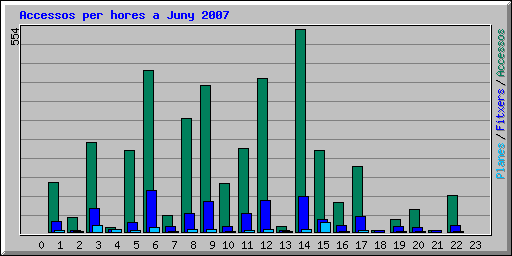 Accessos per hores a Juny 2007
554
Planes / Fitxers / Accessos
0 1 2 3 4 5 6 7 8 9 10 11 12 13 14 15 16 17 18 19 20 21 22 23